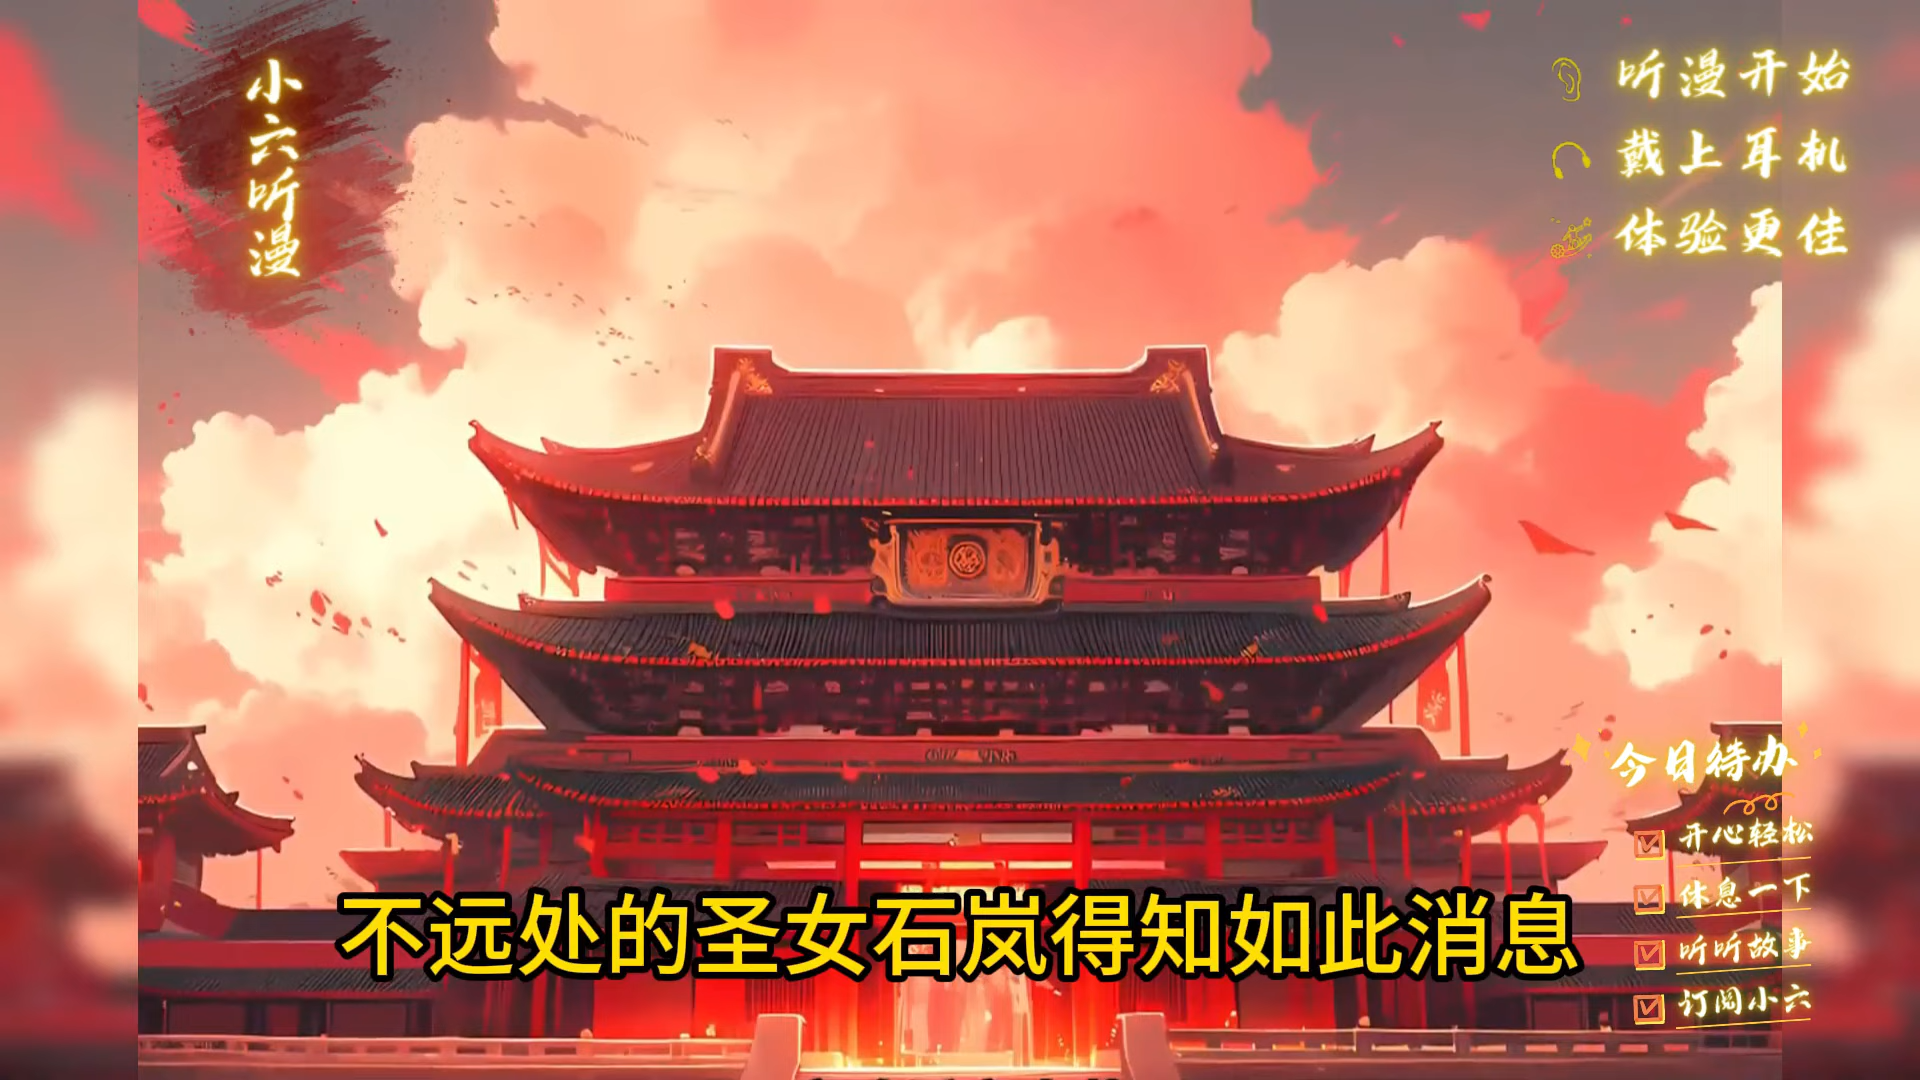 小六听漫
听漫开始
戴上耳机
体验更佳
今日待办
开心轻松
休息一下
听听故事
订阅小六
不远处的圣女石岚得知如此消息